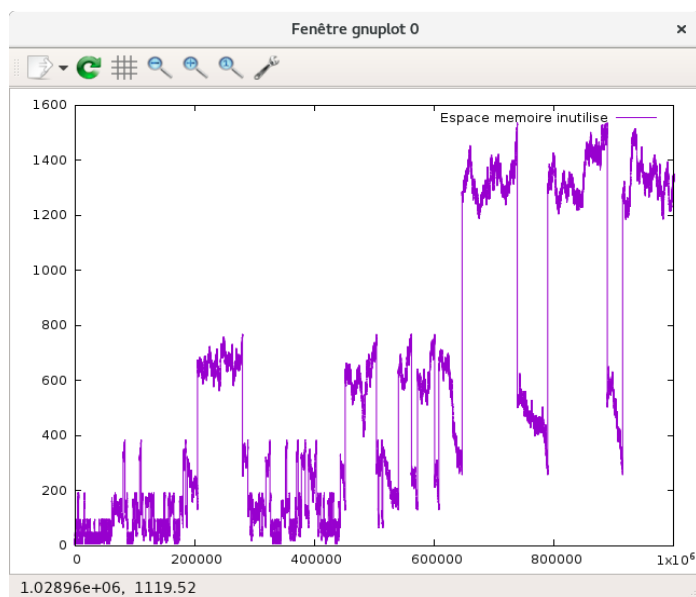 Fenêtre gnuplot 0 ×
1600
Espace memoire inutilise
1400
1200
1000
800
600
400
200
0
0 200000 400000 600000 800000 1x10⁶
1.02896e+06, 1119.52